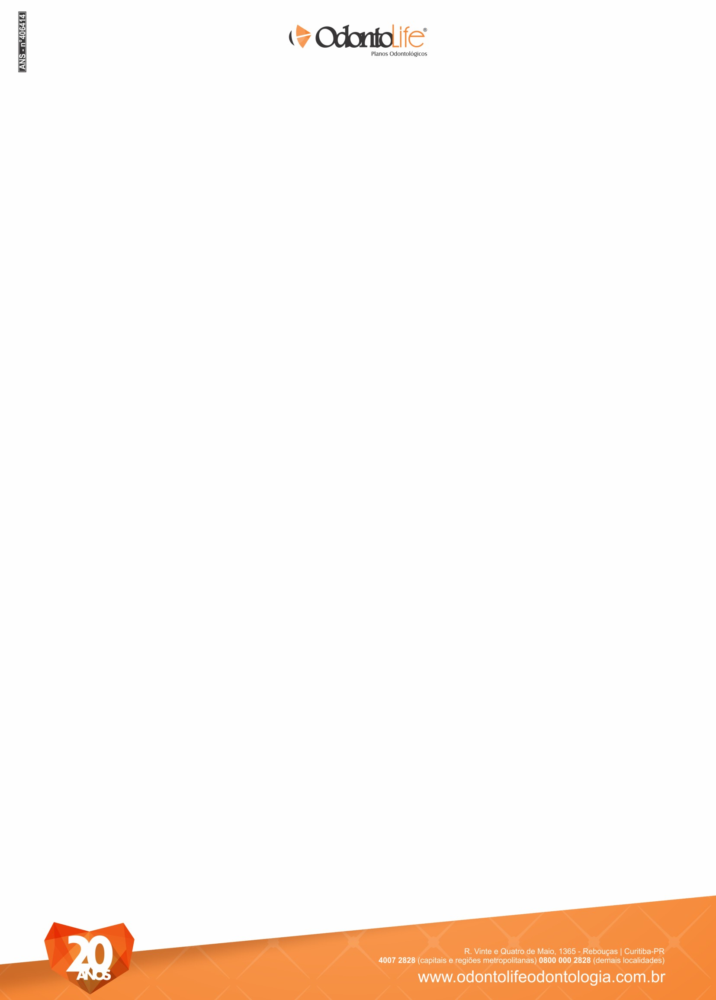 ANS - n°406414
OdontoLife®
Planos Odontológicos
20
ANOS
R. Vinte e Quatro de Maio, 1365 - Rebouças | Curitiba-PR
4007 2828 (capitais e regiões metropolitanas) 0800 000 2828 (demais localidades)
www.odontolifeodontologia.com.br